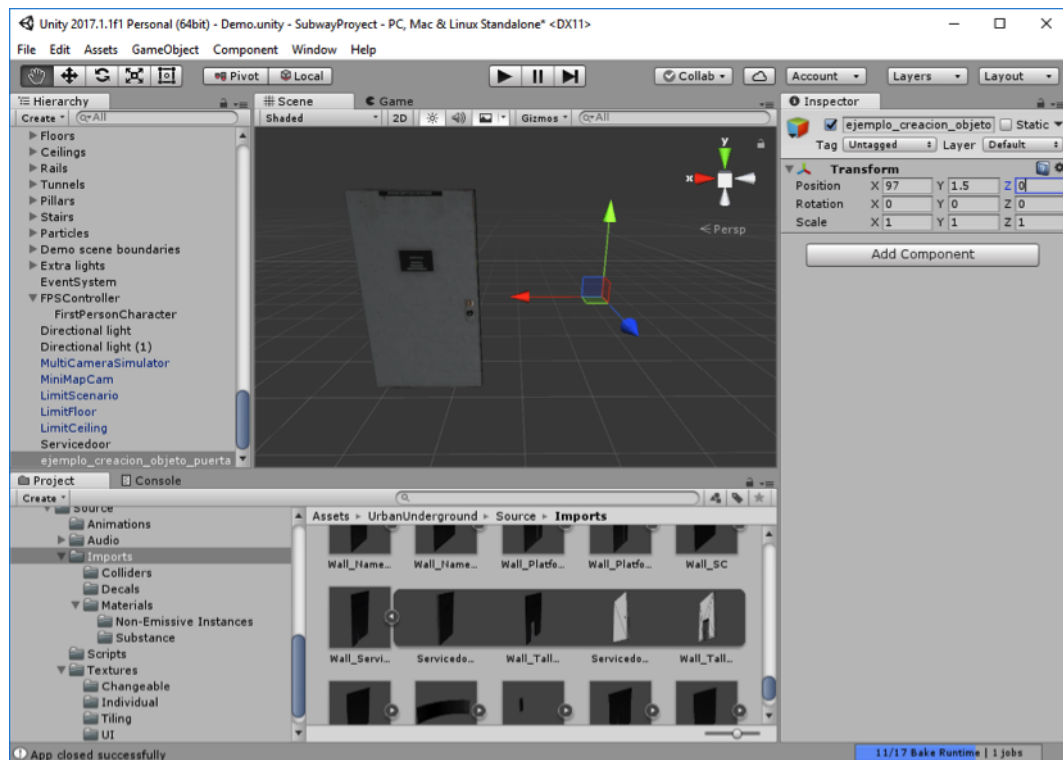 Unity 2017.1.1f1 Personal (64bit) - Demo.unity - SubwayProyect - PC, Mac & Linux Standalone* <DX11>
File Edit Assets GameObject Component Window Help
Pivot Local Collab Account Layers Layout
Hierarchy
Create All
Floors
Ceilings
Rails
Tunnels
Pillars
Stairs
Particles
Demo scene boundaries
Extra lights
EventSystem
FPSController
FirstPersonCharacter
Directional light
Directional light (1)
MultiCameraSimulator
MiniMapCam
LimitScenario
LimitFloor
LimitCeiling
Servicedoor
ejemplo_creacion_objeto_puerta
Scene Game
Shaded 2D Gizmos All
y
x
Persp
Inspector
ejemplo_creacion_objeto Static
Tag Untagged Layer Default
Transform
Position X 97 Y 1.5 Z 0
Rotation X 0 Y 0 Z 0
Scale X 1 Y 1 Z 1
Add Component
Project Console
Create
Source
Animations
Audio
Imports
Colliders
Decals
Materials
Non-Emissive Instances
Substance
Scripts
Textures
Changeable
Individual
Tiling
UI
Assets UrbanUnderground Source Imports
Wall_Name... Wall_Name... Wall_Platfo... Wall_Platfo... Wall_SC
Wall_Servi... Servicedo... Wall_Tall... Servicedo... Wall_Tall...
App closed successfully
11/17 Bake Runtime | 1 jobs